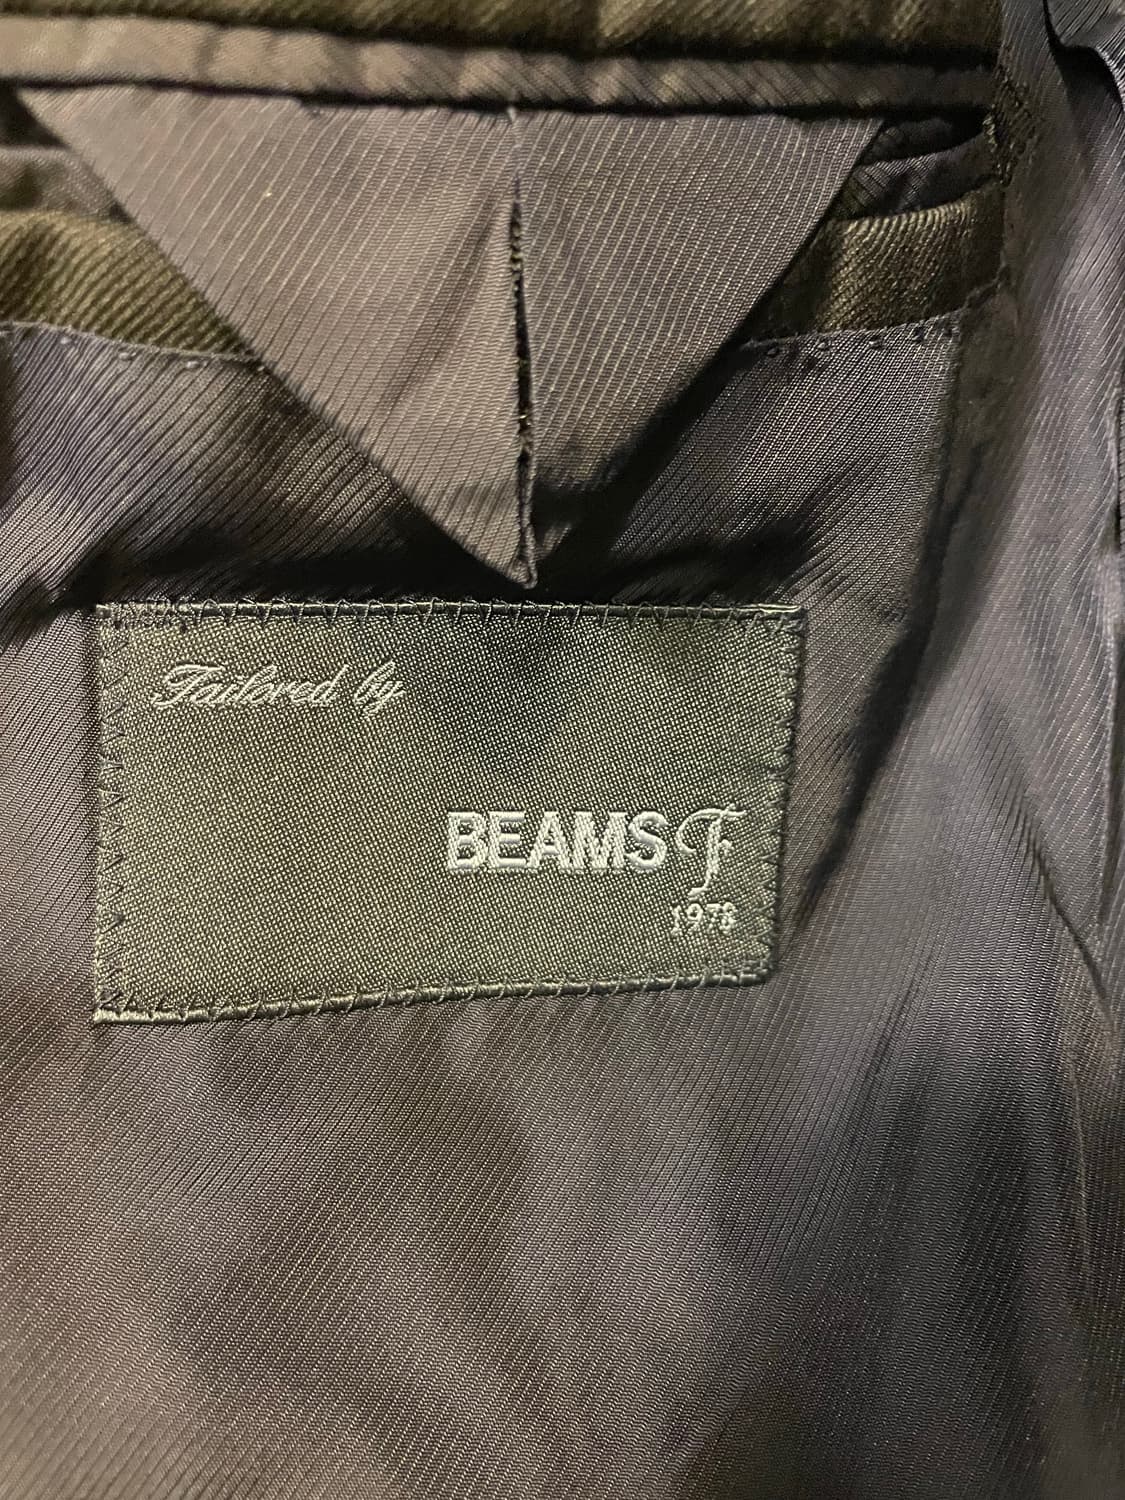 Tailored by
BEAMS F
1978